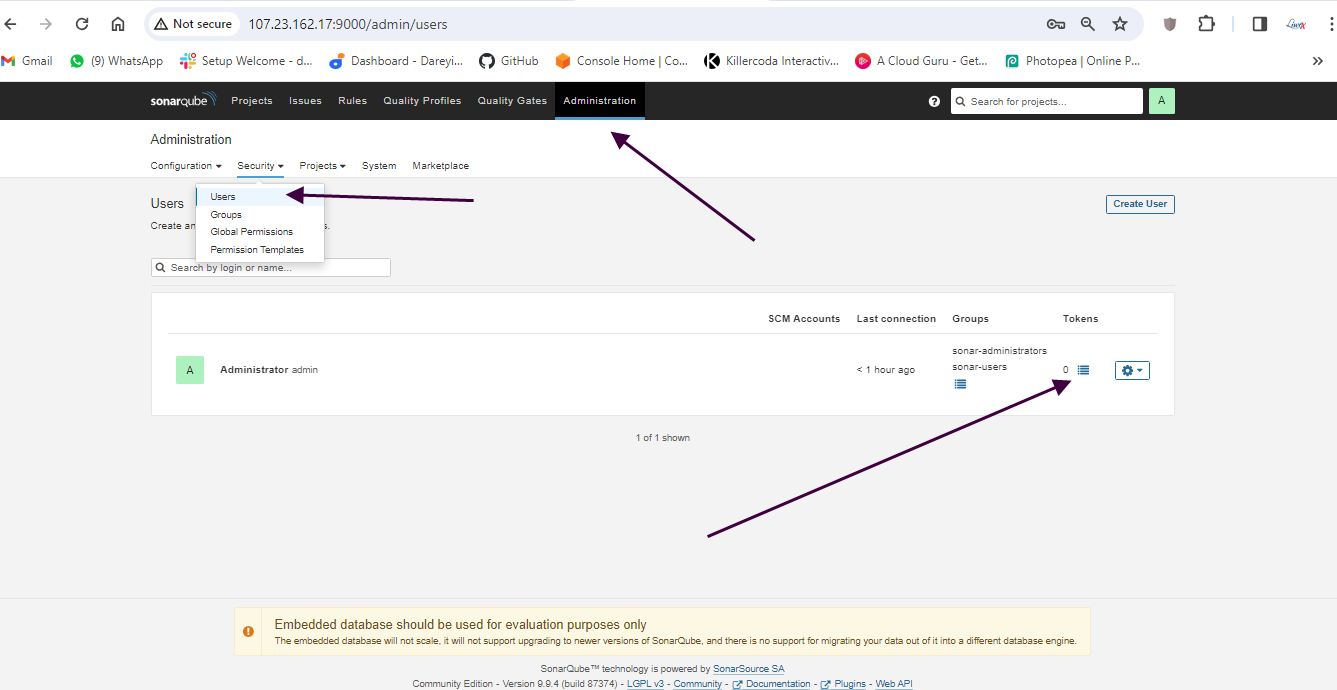 Not secure 107.23.162.17:9000/admin/users
Gmail (9) WhatsApp Setup Welcome - d... Dashboard - Dareyi... GitHub Console Home | Co... Killercoda Interactiv... A Cloud Guru - Get... Photopea | Online P... »
sonarqube Projects Issues Rules Quality Profiles Quality Gates Administration ? Search for projects... A
Administration
Configuration Security Projects System Marketplace
Users
Users
Groups
Global Permissions
Permission Templates
Create User
Create an
s.
Search by login or name...
SCM Accounts Last connection Groups Tokens
A Administrator admin < 1 hour ago
sonar-administrators
sonar-users
0
1 of 1 shown
Embedded database should be used for evaluation purposes only
The embedded database will not scale, it will not support upgrading to newer versions of SonarQube, and there is no support for migrating your data out of it into a different database engine.
SonarQube™ technology is powered by SonarSource SA
Community Edition - Version 9.9.4 (build 87374) - LGPL v3 - Community - Documentation - Plugins - Web API